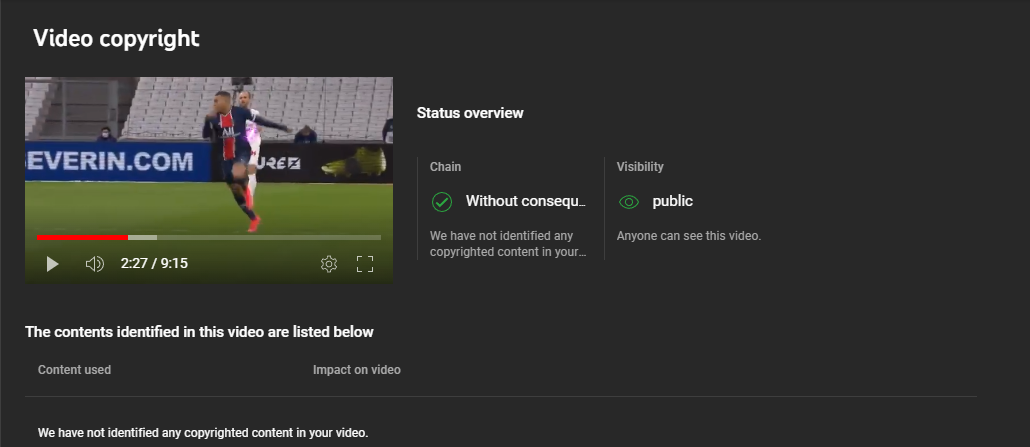 Video copyright
EVERIN.COM
URE
2:27 / 9:15
Status overview
Chain
Without consequ...
We have not identified any
copyrighted content in your...
Visibility
public
Anyone can see this video.
The contents identified in this video are listed below
Content used
Impact on video
We have not identified any copyrighted content in your video.